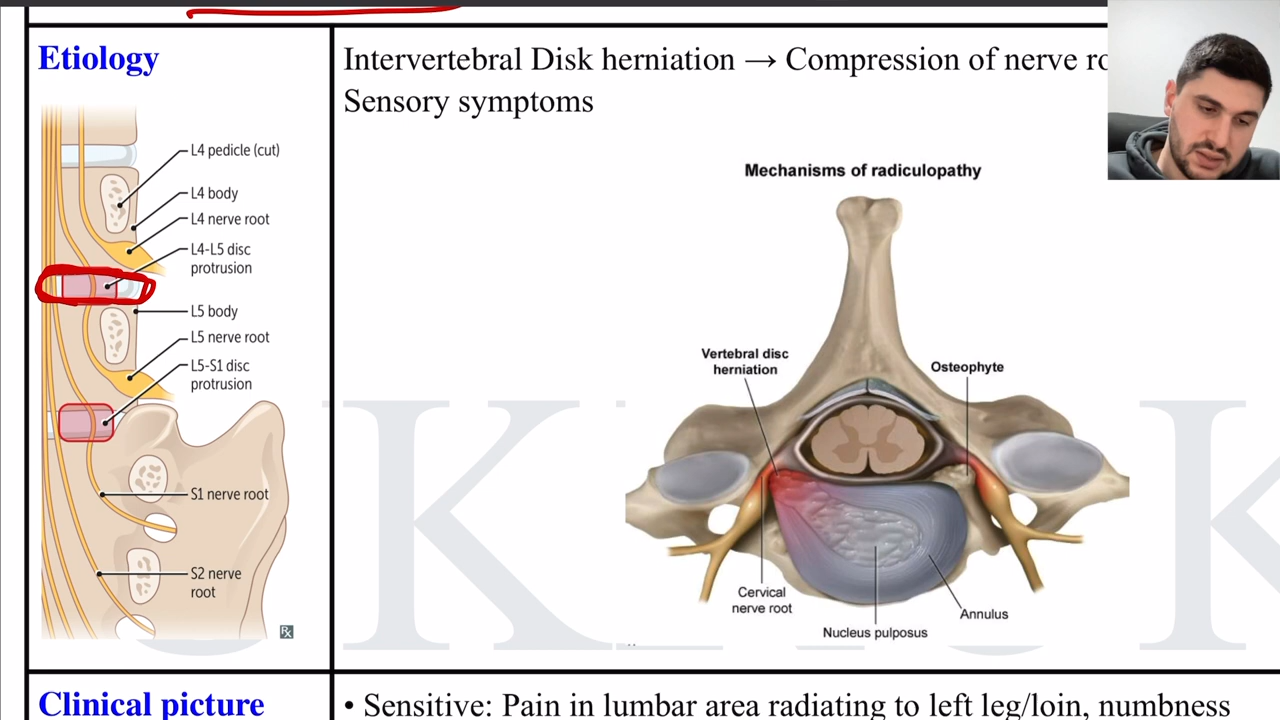 Etiology
L4 pedicle (cut)
L4 body
L4 nerve root
L4-L5 disc
protrusion
L5 body
L5 nerve root
L5-S1 disc
protrusion
S1 nerve root
S2 nerve
root
Rx
Intervertebral Disk herniation → Compression of nerve
Sensory symptoms
Mechanisms of radiculopathy
Vertebral disc
herniation
Osteophyte
Cervical
nerve root
Nucleus pulposus
Annulus
Clinical picture
• Sensitive: Pain in lumbar area radiating to left leg/loin, numbness